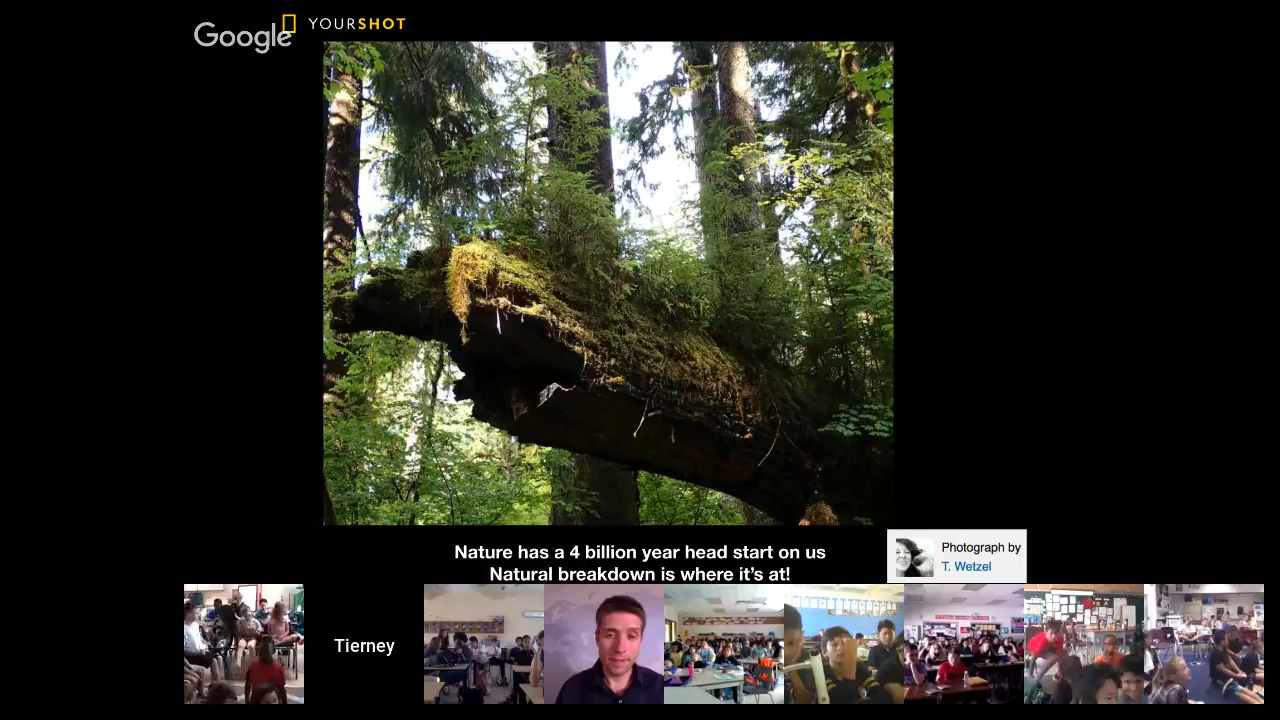 Google
YOURSHOT
Nature has a 4 billion year head start on us
Natural breakdown is where it's at!
Photograph by
T. Wetzel
Tierney